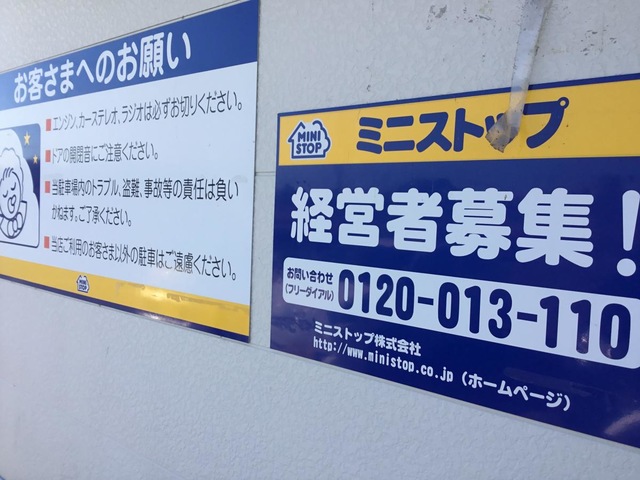 お客さまへのお願い
■エンジン、カーステレオ、ラジオは必ずお切りください。
■ドアの開閉音にご注意ください。
■当駐車場内のトラブル、盗難、事故等の責任は負い
かねます。ご了承ください。
■当店ご利用のお客さま以外の駐車はご遠慮ください。
MINI
STOP
MINI
STOP
ミニストップ
経営者募集!
お問い合わせ
(フリーダイアル)
0120-013-110
ミニストップ株式会社
http://www.ministop.co.jp (ホームページ)